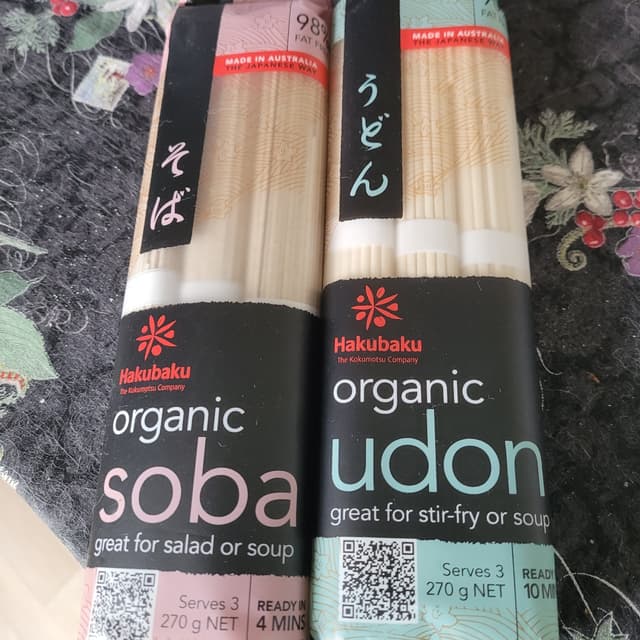 98%
FAT FREE
MADE IN AUSTRALIA
THE JAPANESE WAY
そば
Hakubaku
The Kokumotsu Company
organic
soba
great for salad or soup
Serves 3
270 g NET
READY IN
4 MINS
FAT
MADE IN AUSTRALIA
THE JAPANESE WAY
うどん
Hakubaku
The Kokumotsu Company
organic
udon
great for stir-fry or soup
Serves 3
270 g NET
READY
10 MIN